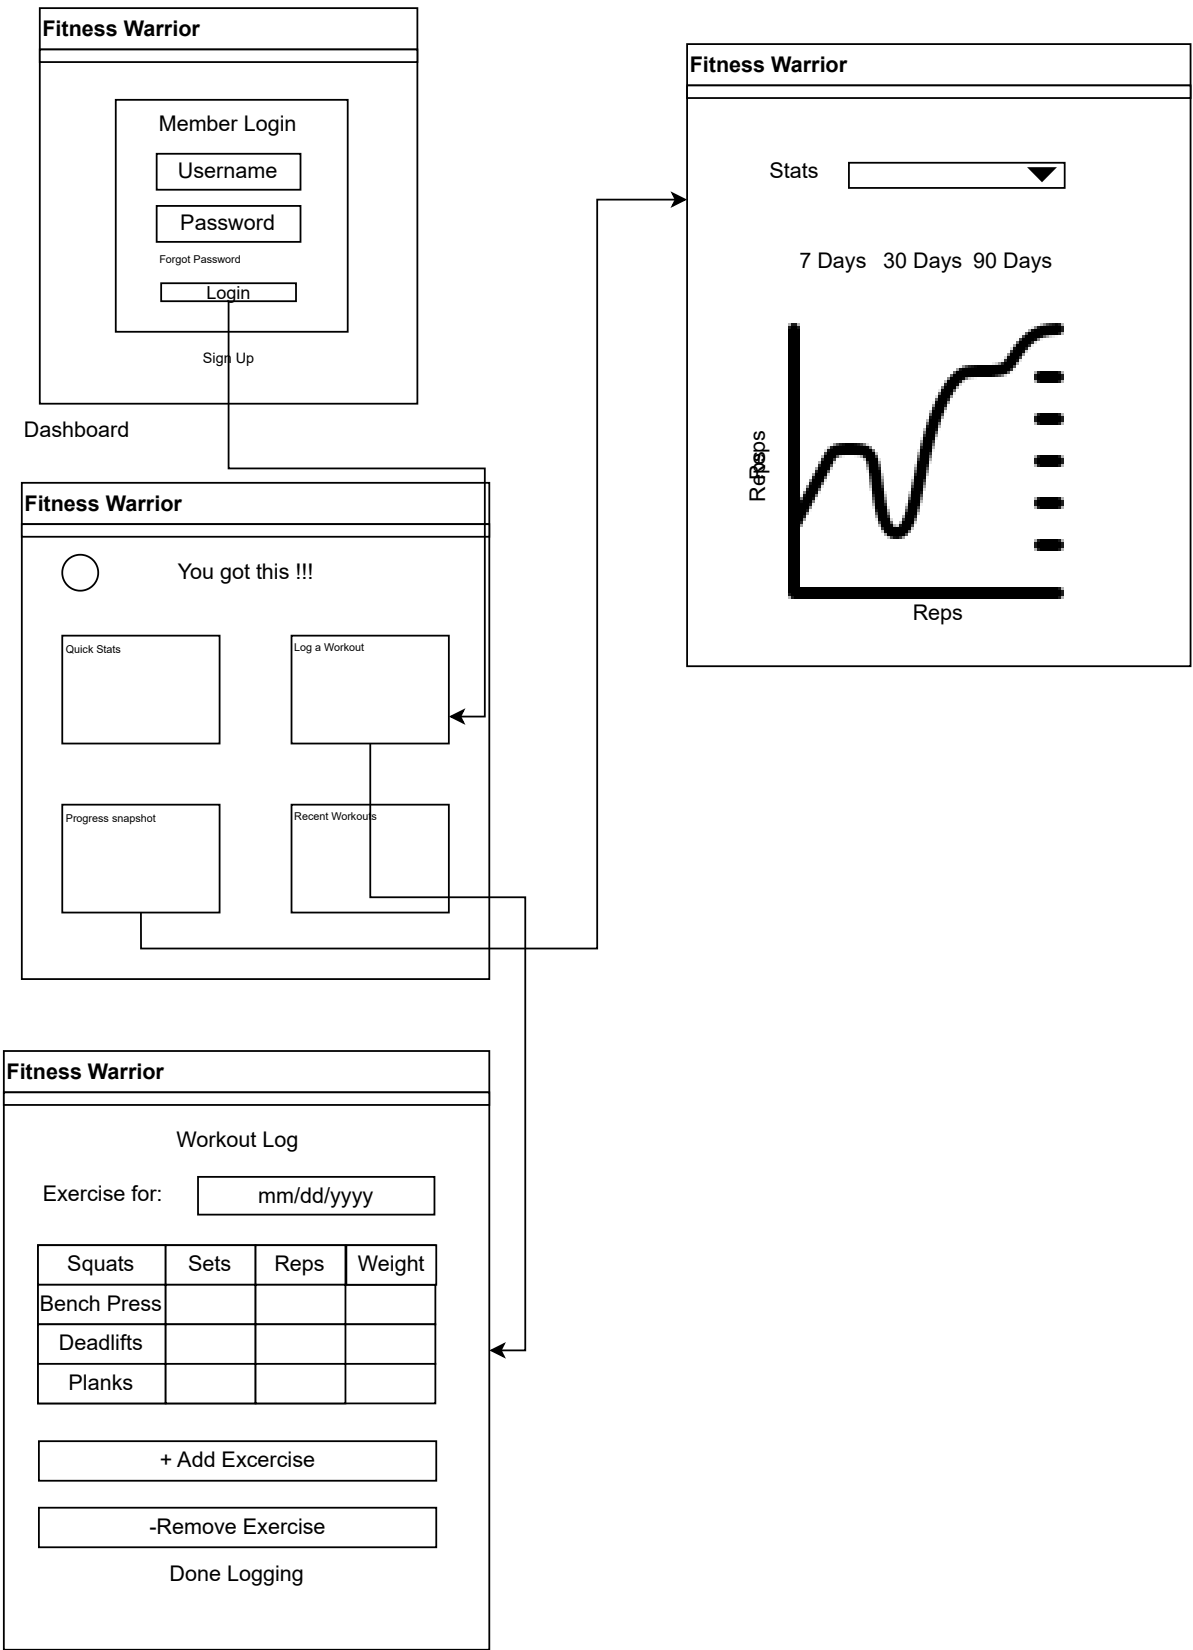 Fitness Warrior
Member Login
Username
Password
Forgot Password
Login
Sign Up
Dashboard
Fitness Warrior
You got this !!!
Quick Stats
Log a Workout
Progress snapshot
Recent Workouts
Fitness Warrior
Workout Log
Exercise for:
mm/dd/yyyy
Squats Sets Reps Weight
Bench Press
Deadlifts
Planks
+ Add Excercise
-Remove Exercise
Done Logging
Fitness Warrior
Stats
7 Days 30 Days 90 Days
Reps
Reps
Reps